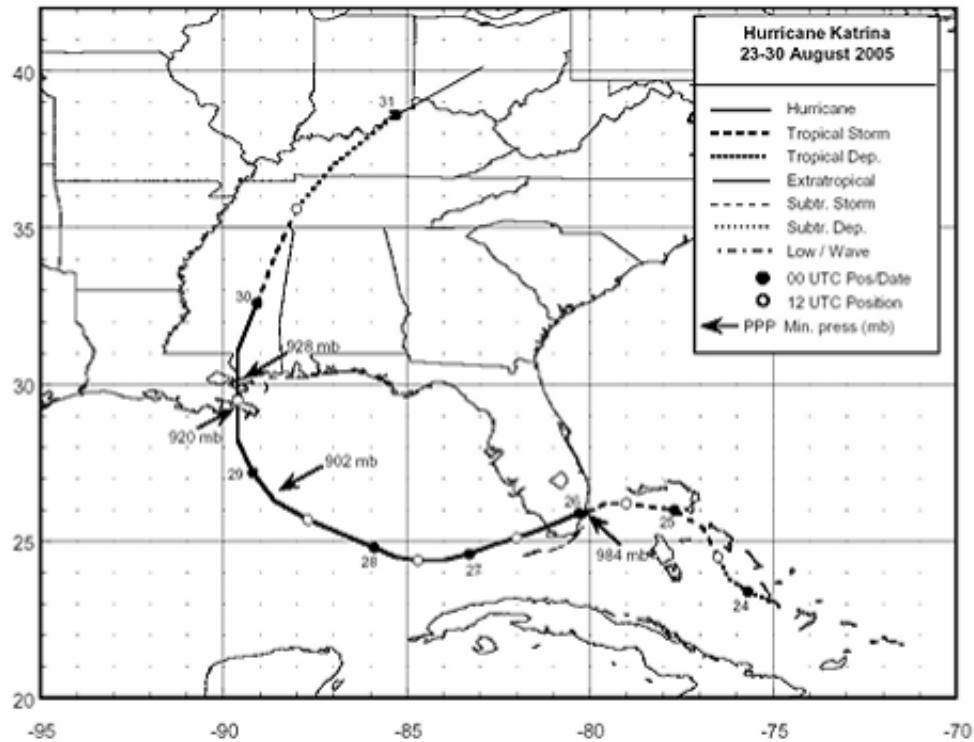 Hurricane Katrina
23-30 August 2005
Hurricane
Tropical Storm
Tropical Dep.
Extratropical
Subtr. Storm
Subtr. Dep.
Low / Wave
00 UTC Pos/Date
12 UTC Position
PPP Min. press (mb)
40
31
35
30
928 mb
30
920 mb
902 mb
29
26
25
984 mb
25
28
27
24
20
-95
-90
-85
-80
-75
-70